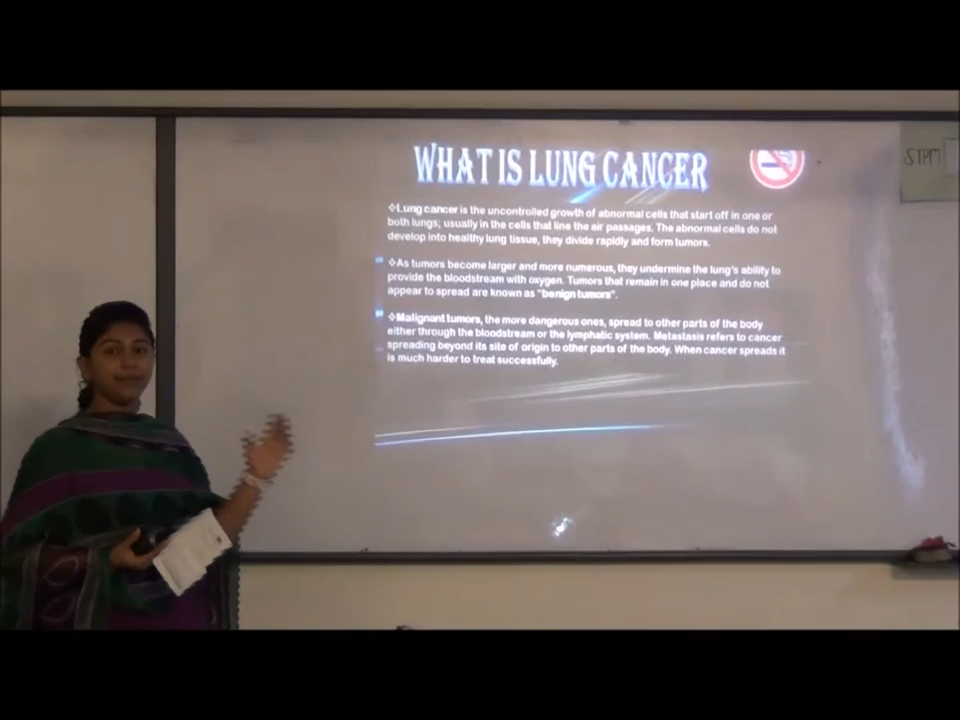 WHAT IS LUNG CANCER
STPM
❖Lung cancer is the uncontrolled growth of abnormal cells that start off in one or
both lungs; usually in the cells that line the air passages. The abnormal cells do not
develop into healthy lung tissue, they divide rapidly and form tumors.
❖As tumors become larger and more numerous, they undermine the lung's ability to
provide the bloodstream with oxygen. Tumors that remain in one place and do not
appear to spread are known as "benign tumors".
❖Malignant tumors, the more dangerous ones, spread to other parts of the body
either through the bloodstream or the lymphatic system. Metastasis refers to cancer
spreading beyond its site of origin to other parts of the body. When cancer spreads it
is much harder to treat successfully.